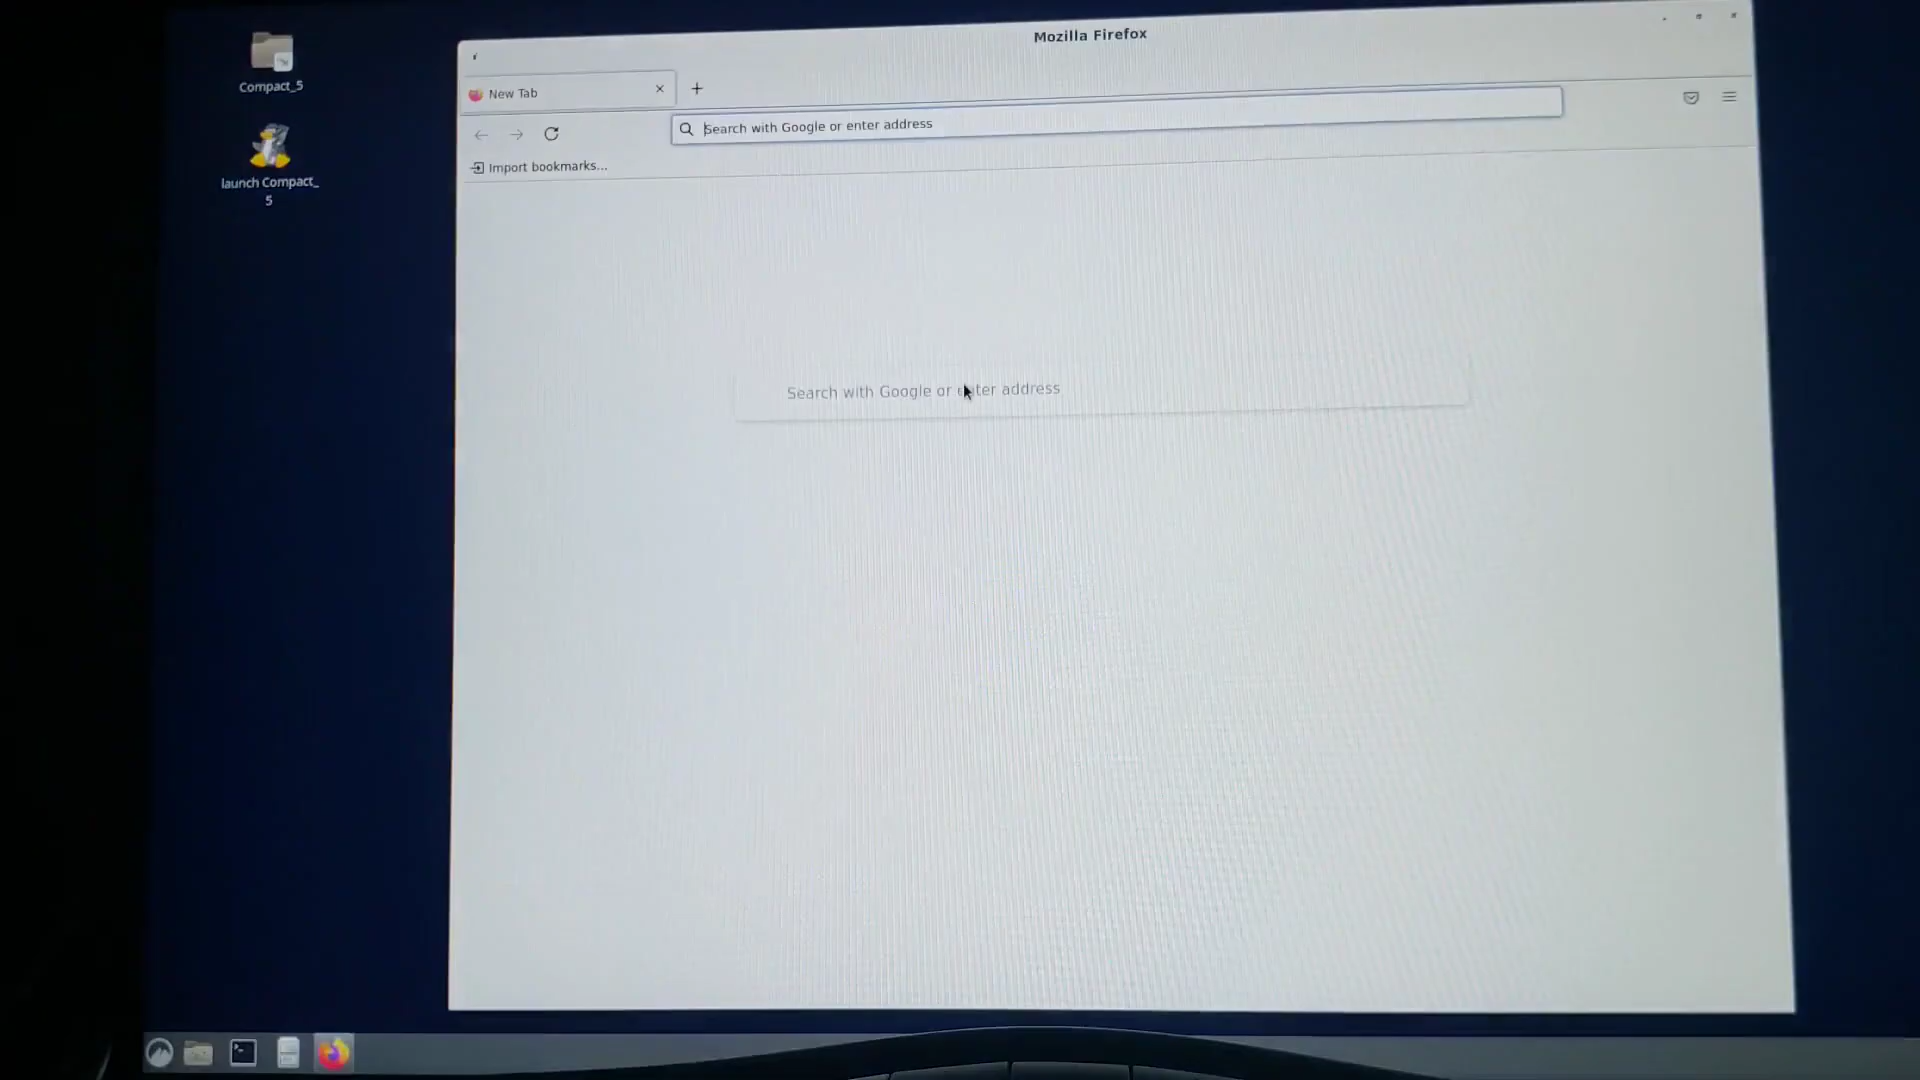 Compact_5
launch Compact_
5
Mozilla Firefox
New Tab
Search with Google or enter address
Import bookmarks...
Search with Google or enter address